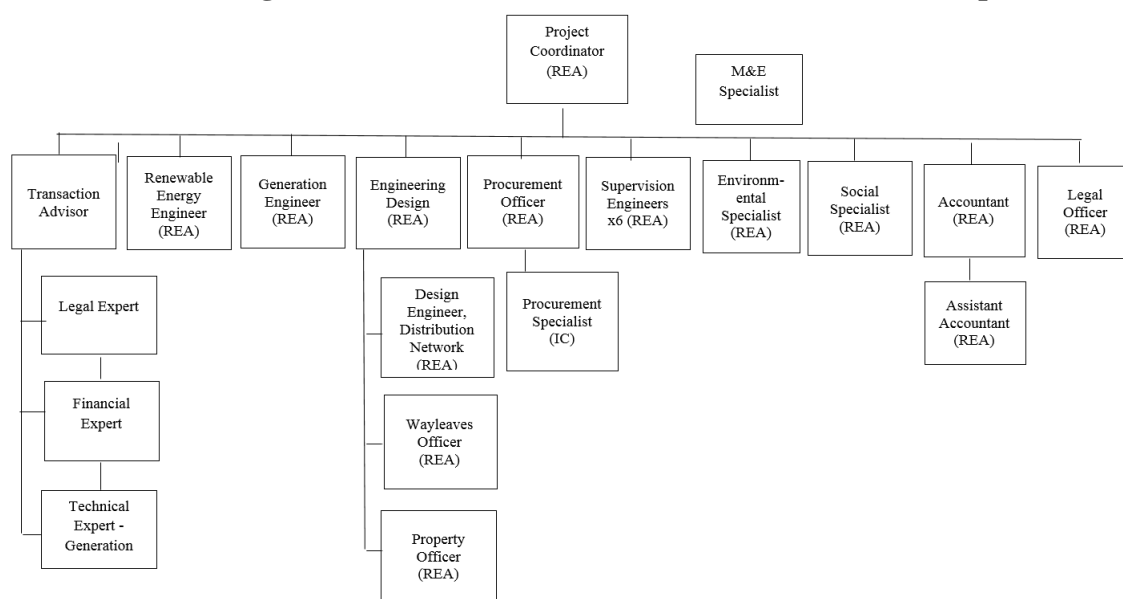 Project
Coordinator
(REA)
M&E
Specialist
Transaction
Advisor
Renewable
Energy
Engineer
(REA)
Generation
Engineer
(REA)
Engineering
Design
(REA)
Procurement
Officer
(REA)
Supervision
Engineers
x6 (REA)
Environm-
ental
Specialist
(REA)
Social
Specialist
(REA)
Accountant
(REA)
Legal
Officer
(REA)
Legal Expert
Financial
Expert
Technical
Expert -
Generation
Design
Engineer,
Distribution
Network
(REA)
Wayleaves
Officer
(REA)
Property
Officer
(REA)
Procurement
Specialist
(IC)
Assistant
Accountant
(REA)